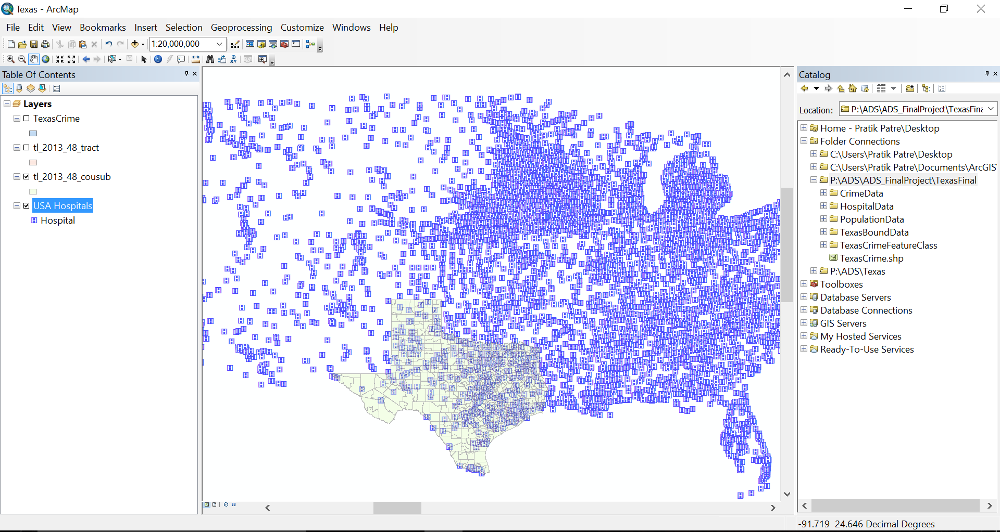 Texas - ArcMap
File Edit View Bookmarks Insert Selection Geoprocessing Customize Windows Help
1:20,000,000
Table Of Contents
Layers
TexasCrime
tl_2013_48_tract
tl_2013_48_cousub
USA Hospitals
Hospital
Catalog
Location: P:\ADS\ADS_FinalProject\TexasFina
Home - Pratik Patre\Desktop
Folder Connections
C:\Users\Pratik Patre\Desktop
C:\Users\Pratik Patre\Documents\ArcGIS\
P:\ADS\ADS_FinalProject\TexasFinal
CrimeData
HospitalData
PopulationData
TexasBoundData
TexasCrimeFeatureClass
TexasCrime.shp
P:\ADS\Texas
Toolboxes
Database Servers
Database Connections
GIS Servers
My Hosted Services
Ready-To-Use Services
-91.719 24.646 Decimal Degrees